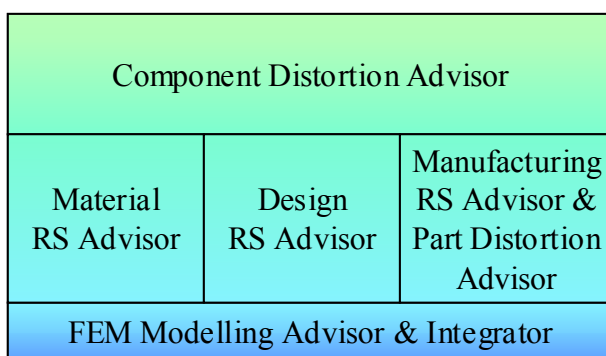 Component Distortion Advisor
Material
RS Advisor
Design
RS Advisor
Manufacturing
RS Advisor &
Part Distortion
Advisor
FEM Modelling Advisor & Integrator